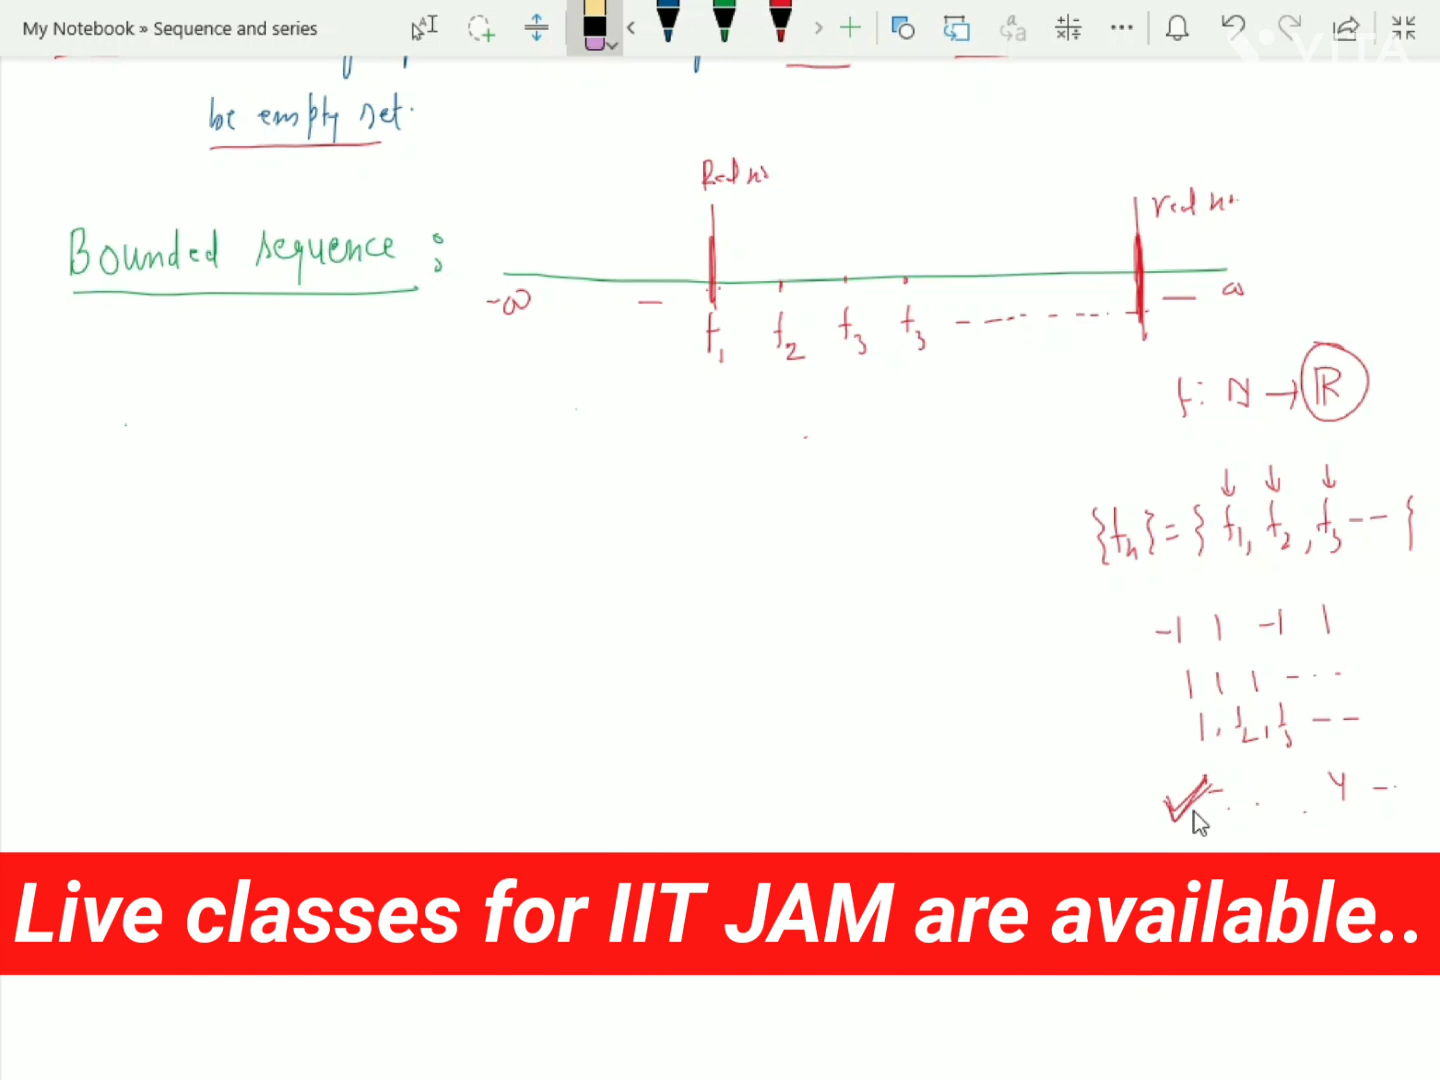 My Notebook » Sequence and series
VITA
be empty set.
Real no
real no.
Bounded sequence :
-∞ — — ∞
f₁ f₂ f₃ f₃ - - - - - - -
f: N → R
{fₙ} = { f₁, f₂, f₃ -- }
-1 1 -1 1
1 1 1 - - -
1, 1/2, 1/3 - -
4 -
Live classes for IIT JAM are available..